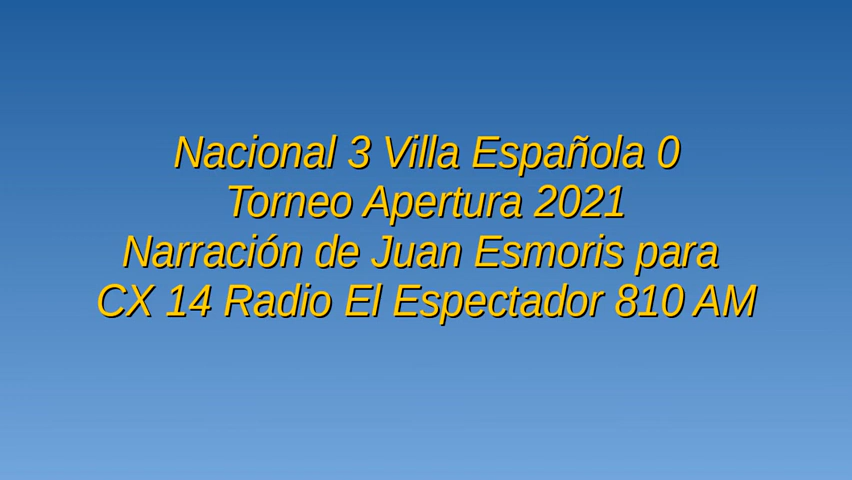 Nacional 3 Villa Española 0
Torneo Apertura 2021
Narración de Juan Esmoris para
CX 14 Radio El Espectador 810 AM